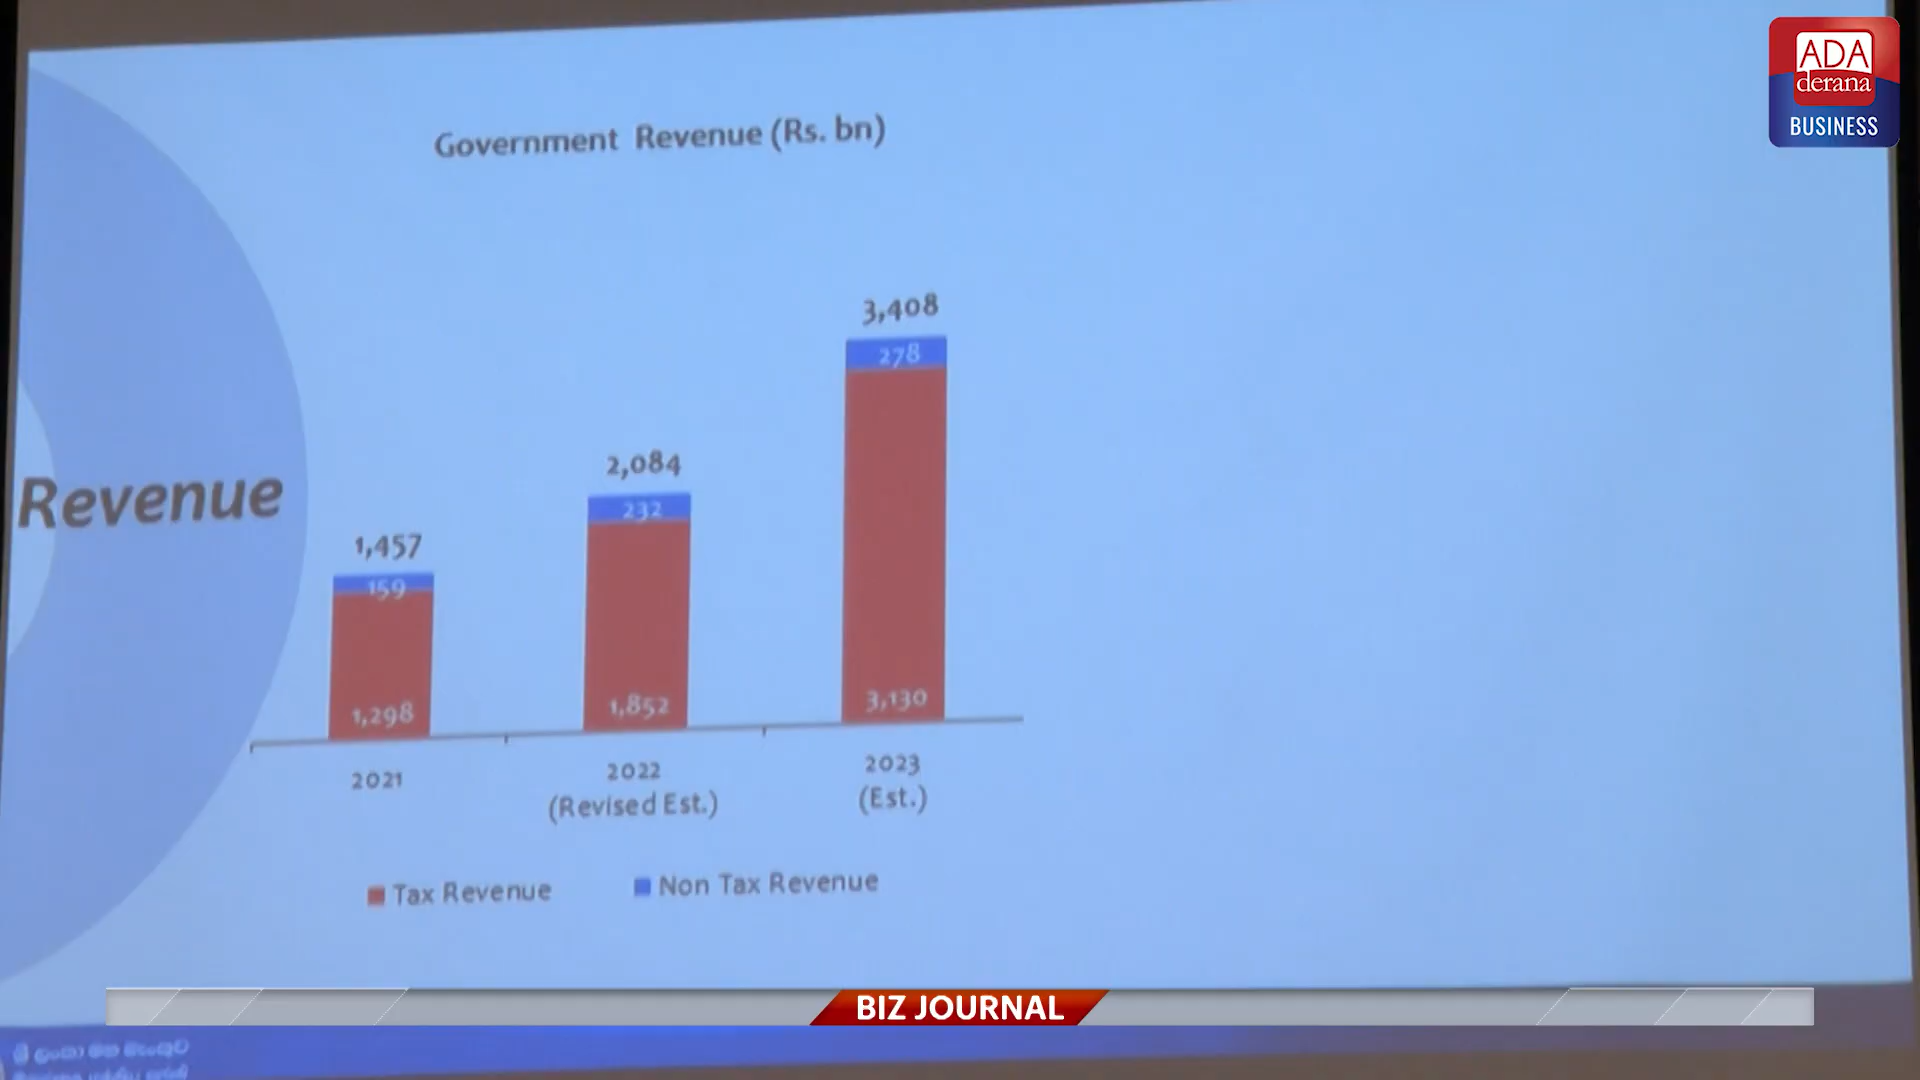 ADA
derana
BUSINESS
Government Revenue (Rs. bn)
Revenue
3,408
278
2,084
232
1,457
159
1,298
1,852
3,130
2021
2022
(Revised Est.)
2023
(Est.)
Tax Revenue
Non Tax Revenue
BIZ JOURNAL
ශ්‍රී ලංකා මහ බැංකුව